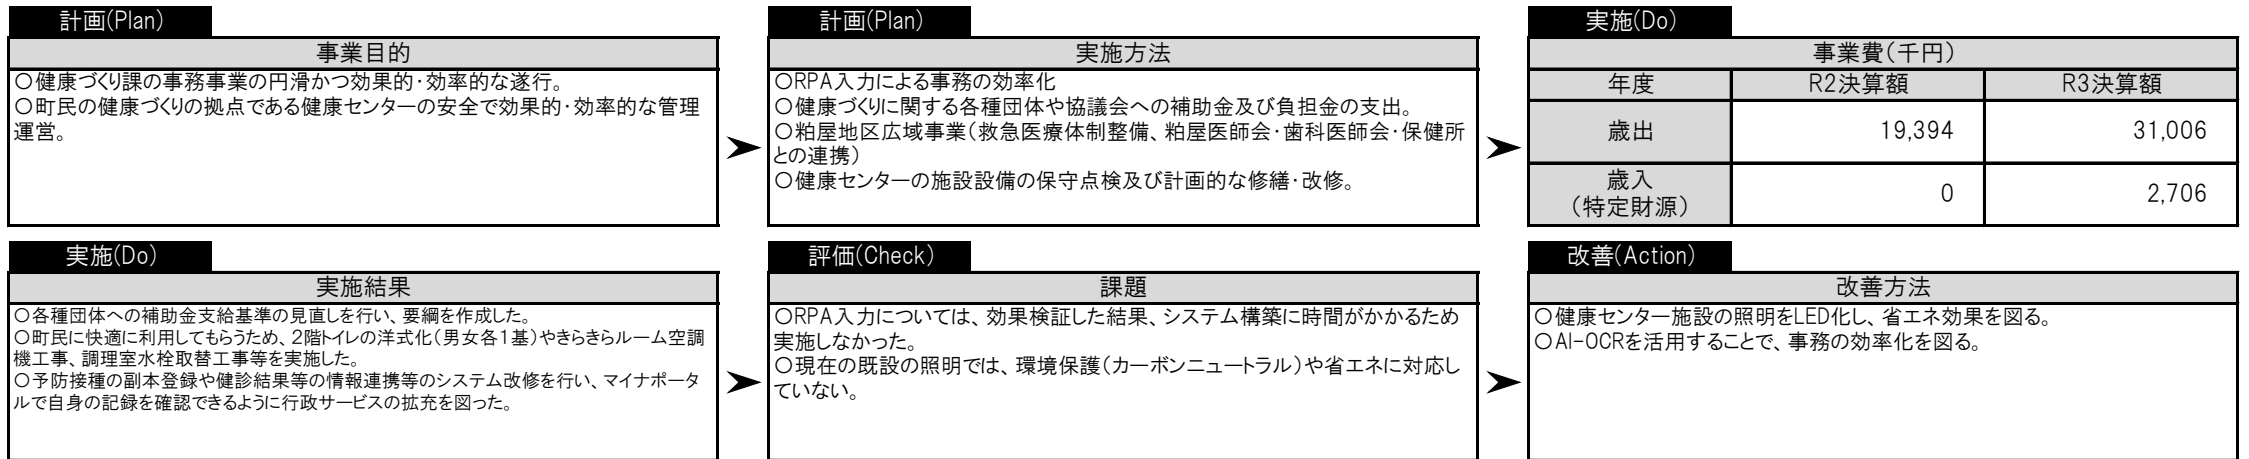 計画(Plan)
事業目的
〇健康づくり課の事務事業の円滑かつ効果的・効率的な遂行。
〇町民の健康づくりの拠点である健康センターの安全で効果的・効率的な管理
運営。
計画(Plan)
実施方法
〇RPA入力による事務の効率化
〇健康づくりに関する各種団体や協議会への補助金及び負担金の支出。
〇粕屋地区広域事業(救急医療体制整備、粕屋医師会・歯科医師会・保健所
との連携)
〇健康センターの施設設備の保守点検及び計画的な修繕・改修。
実施(Do)
事業費(千円)
年度 R2決算額 R3決算額
歳出 19,394 31,006
歳入
(特定財源) 0 2,706
実施(Do)
実施結果
〇各種団体への補助金支給基準の見直しを行い、要綱を作成した。
〇町民に快適に利用してもらうため、2階トイレの洋式化(男女各1基)やきらきらルーム空調
機工事、調理室水栓取替工事等を実施した。
〇予防接種の副本登録や健診結果等の情報連携等のシステム改修を行い、マイナポータ
ルで自身の記録を確認できるように行政サービスの拡充を図った。
評価(Check)
課題
〇RPA入力については、効果検証した結果、システム構築に時間がかかるため
実施しなかった。
〇現在の既設の照明では、環境保護(カーボンニュートラル)や省エネに対応し
ていない。
改善(Action)
改善方法
〇健康センター施設の照明をLED化し、省エネ効果を図る。
〇AI-OCRを活用することで、事務の効率化を図る。